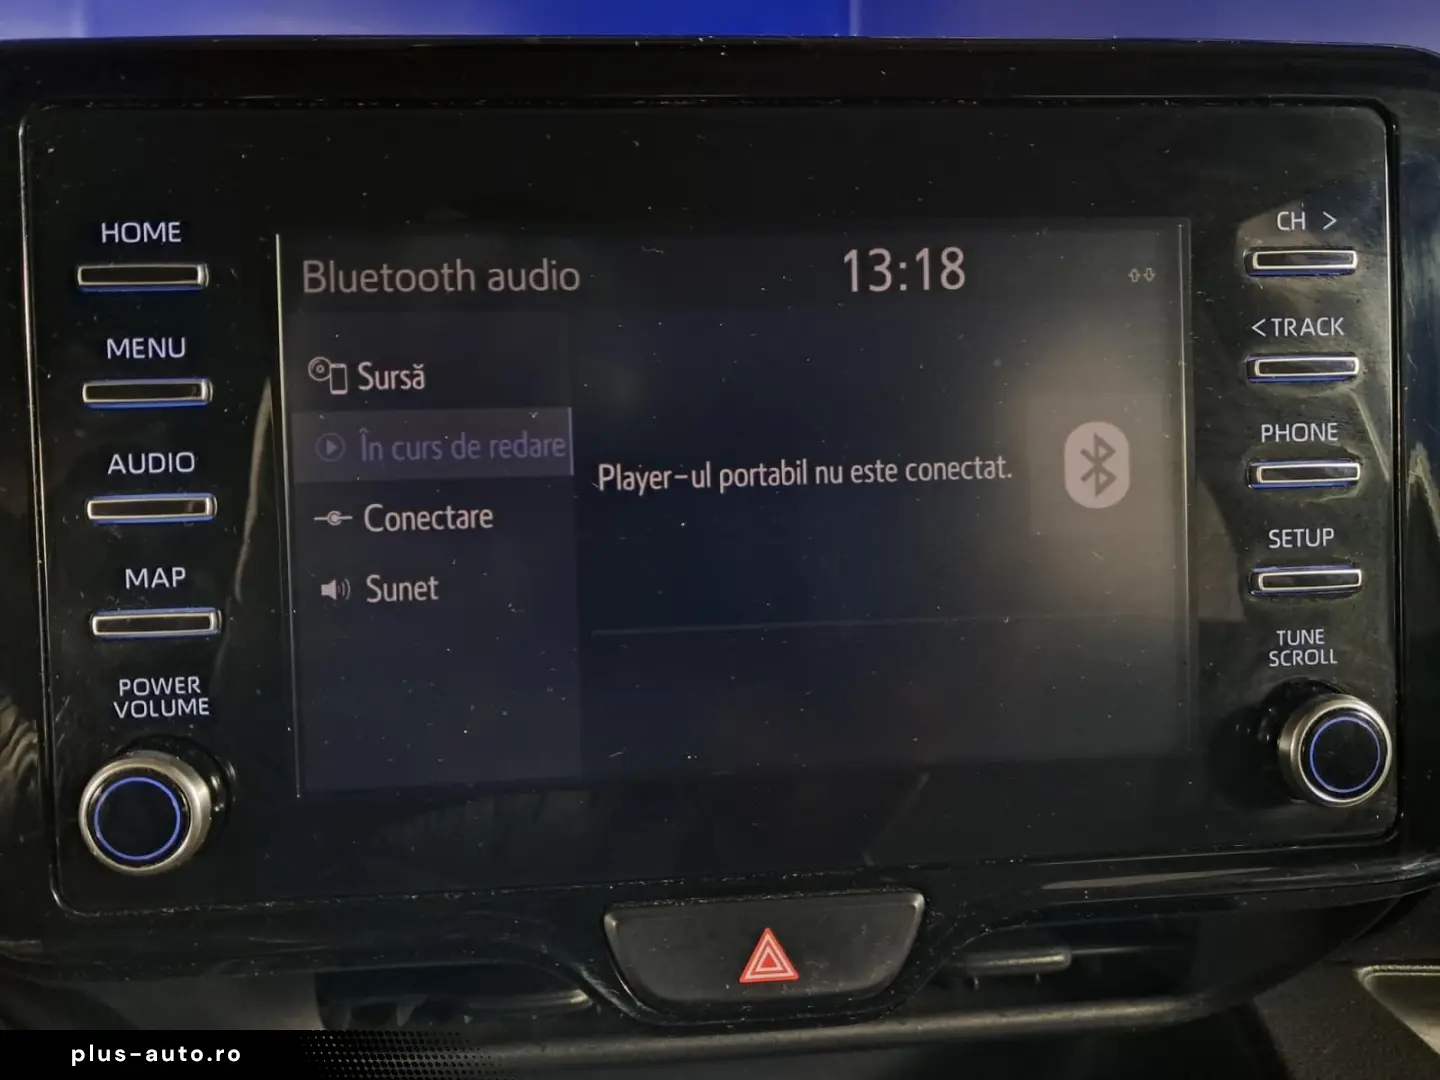 HOME
MENU
AUDIO
MAP
POWER
VOLUME
Bluetooth audio
13:18
Sursă
În curs de redare
Conectare
Sunet
Player-ul portabil nu este conectat.
CH >
< TRACK
PHONE
SETUP
TUNE
SCROLL
plus-auto.ro